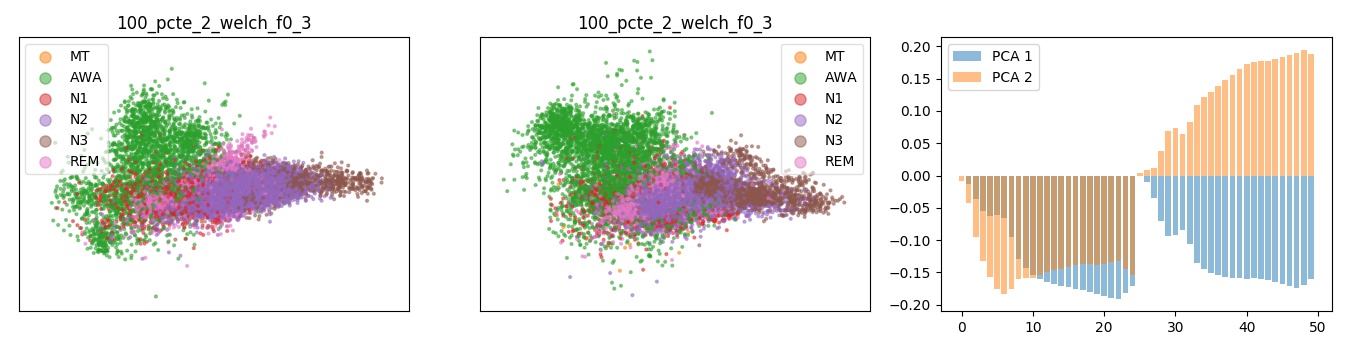 100_pcte_2_welch_f0_3
MT
AWA
N1
N2
N3
REM
100_pcte_2_welch_f0_3
MT
AWA
N1
N2
N3
REM
PCA 1
PCA 2
0.20
0.15
0.10
0.05
0.00
−0.05
−0.10
−0.15
−0.20
0 10 20 30 40 50